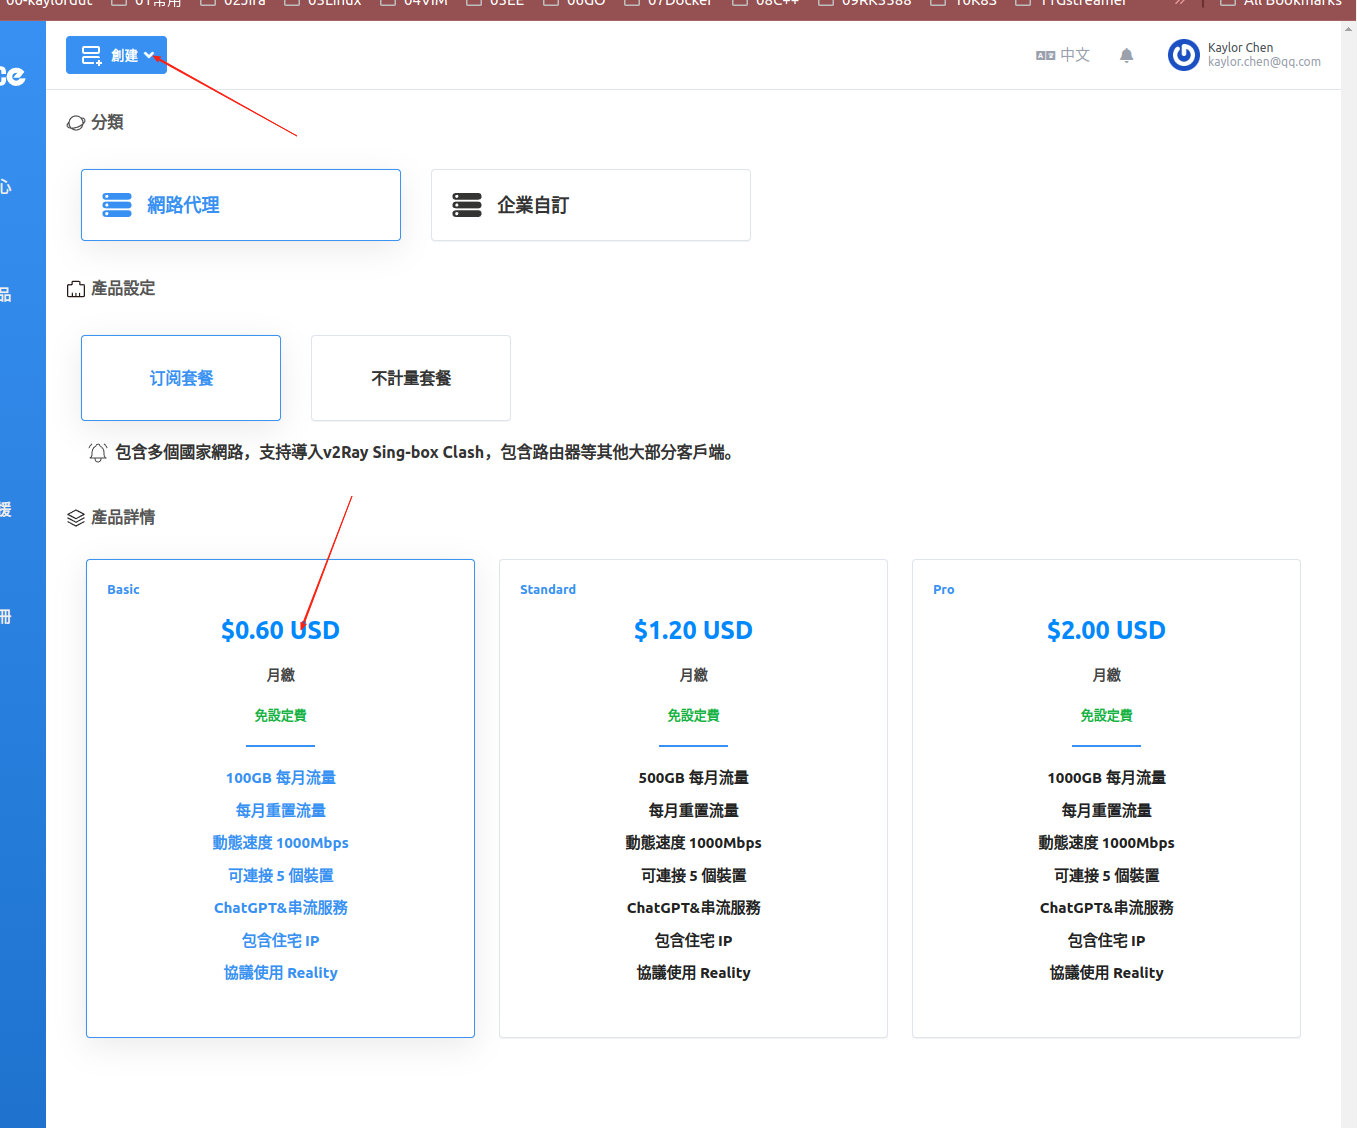 00-kaylordut 01常用 02Jira 03Linux 04VIM 05EE 06GO 07Docker 08C++ 09RK3588 10K8S 11Gstreamer All Bookmarks
創建
中文
Kaylor Chen
kaylor.chen@qq.com
ce
心
品
援
冊
分類
網路代理
企業自訂
產品設定
订阅套餐
不計量套餐
包含多個國家網路，支持導入v2Ray Sing-box Clash，包含路由器等其他大部分客戶端。
產品詳情
Basic
$0.60 USD
月繳
免設定費
100GB 每月流量
每月重置流量
動態速度 1000Mbps
可連接 5 個裝置
ChatGPT&串流服務
包含住宅 IP
協議使用 Reality
Standard
$1.20 USD
月繳
免設定費
500GB 每月流量
每月重置流量
動態速度 1000Mbps
可連接 5 個裝置
ChatGPT&串流服務
包含住宅 IP
協議使用 Reality
Pro
$2.00 USD
月繳
免設定費
1000GB 每月流量
每月重置流量
動態速度 1000Mbps
可連接 5 個裝置
ChatGPT&串流服務
包含住宅 IP
協議使用 Reality